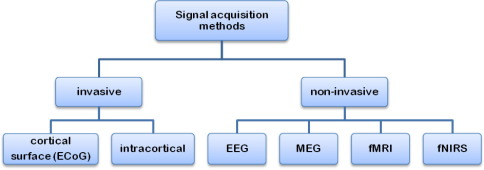 Signal acquisition
methods
invasive
non-invasive
cortical
surface (ECoG)
intracortical
EEG
MEG
fMRI
fNIRS